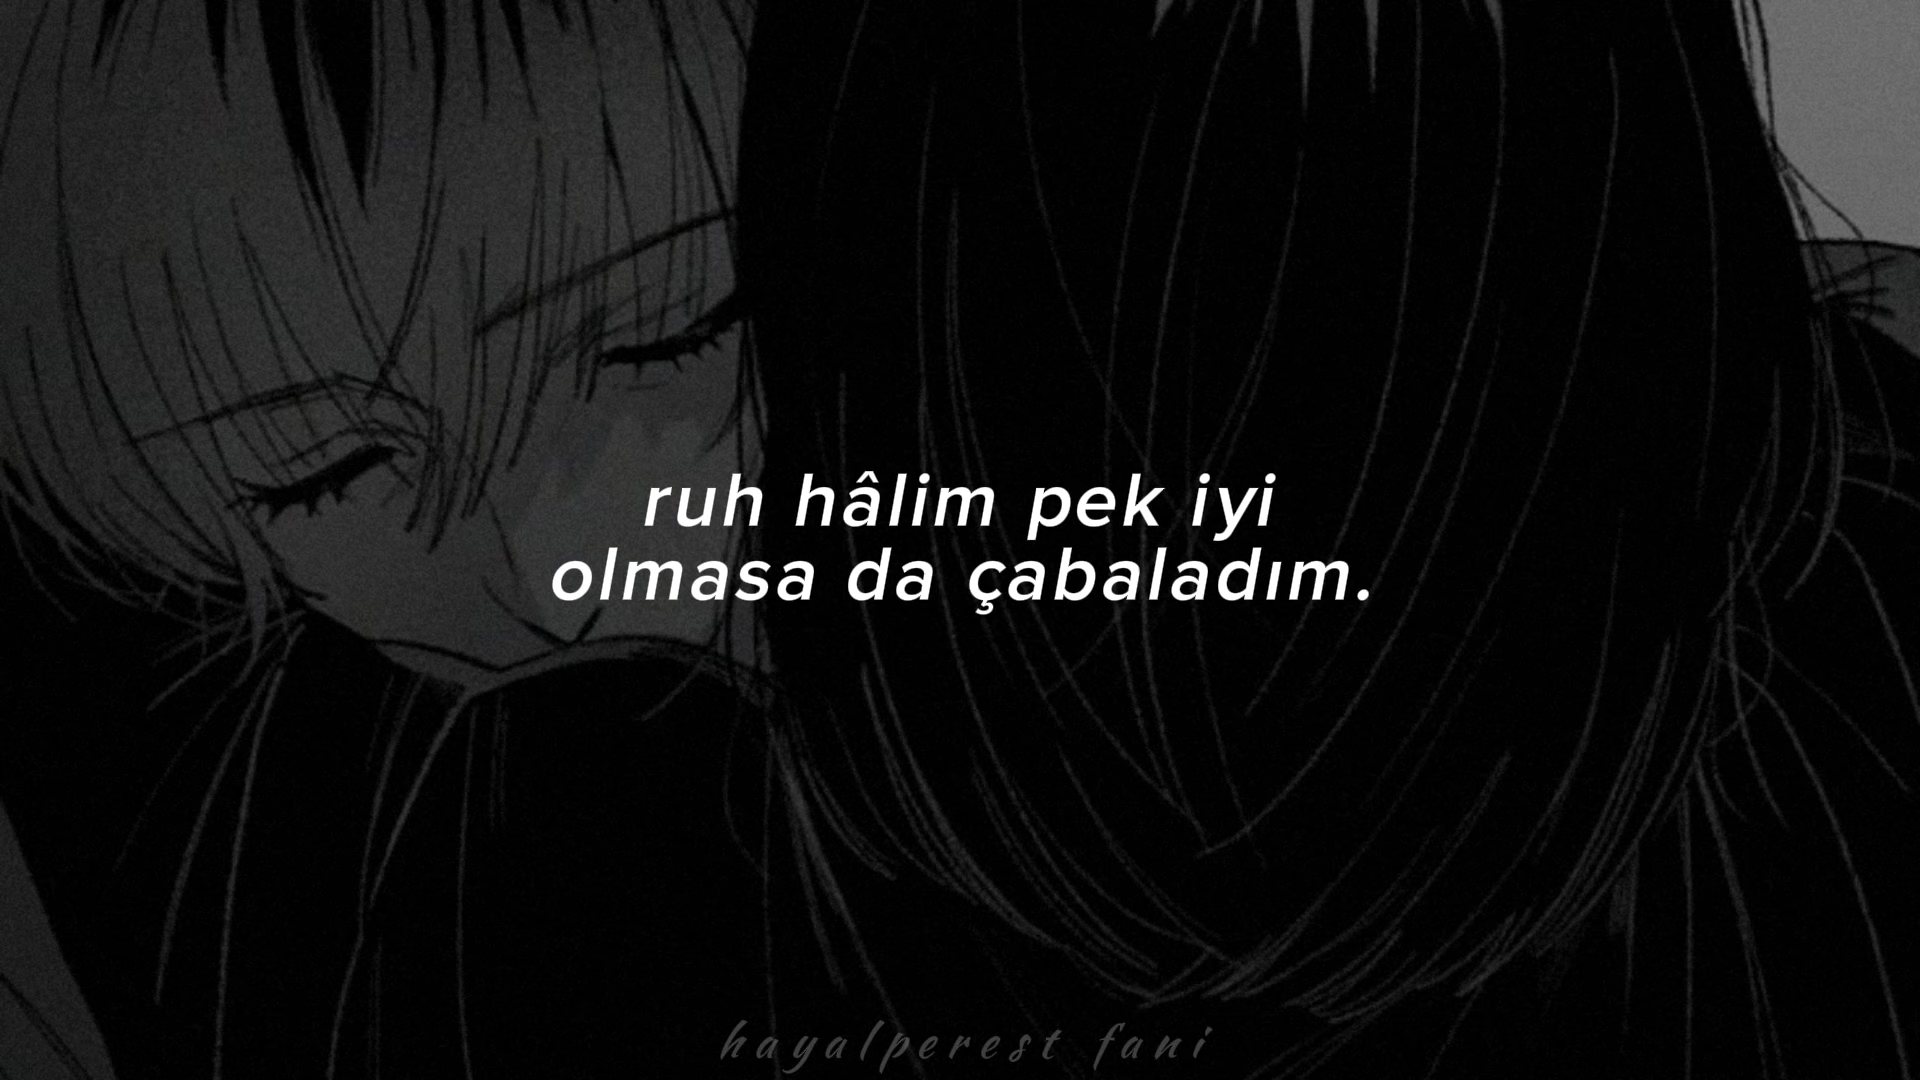 ruh hâlim pek iyi
olmasa da çabaladım.
hayalperest fani